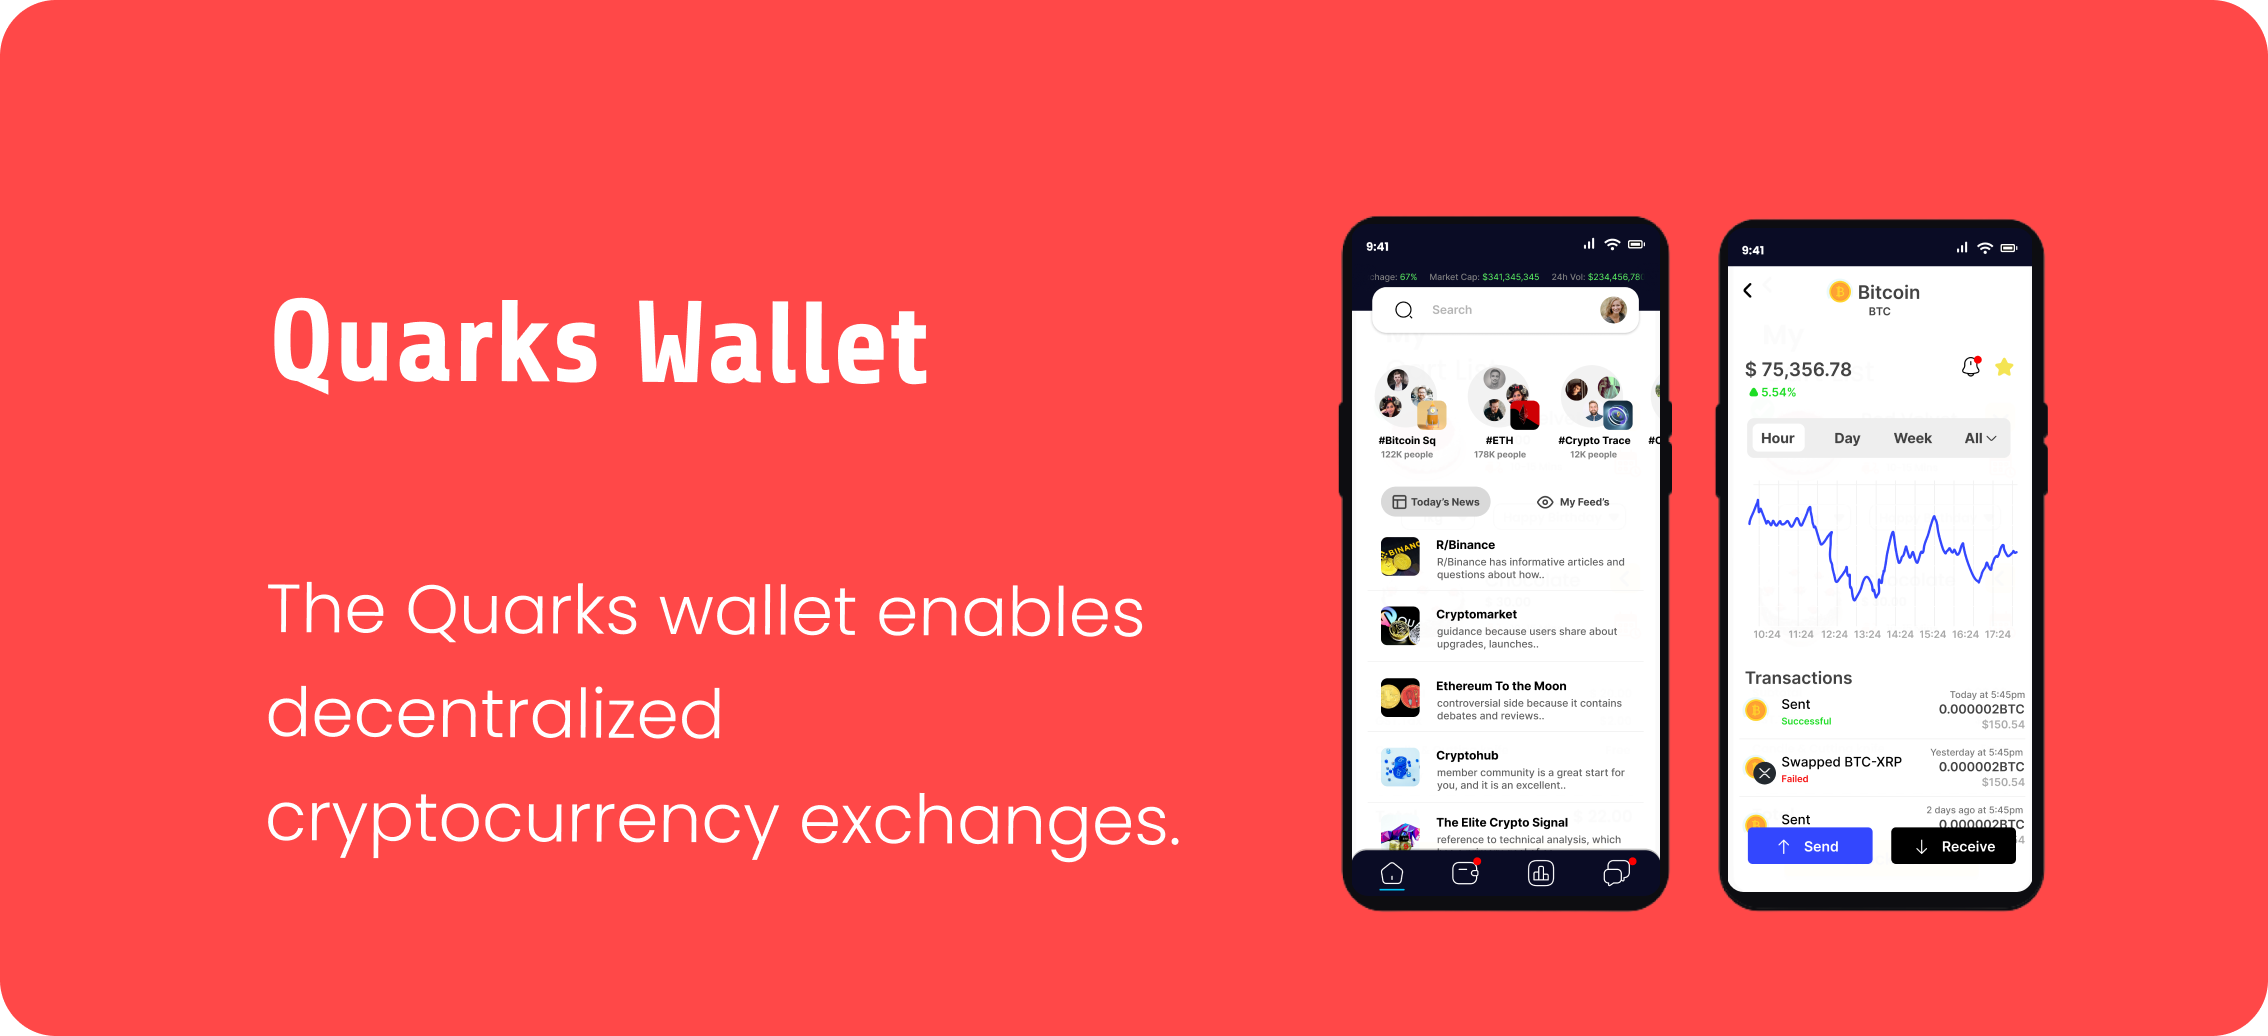 Quarks Wallet
The Quarks wallet enables
decentralized
cryptocurrency exchanges.
9:41
chage: 67% Market Cap: $341,345,345 24h Vol: $234,456,78
Search
#Bitcoin Sq #ETH #Crypto Trace
122K people 178K people 12K people
Today's News My Feed's
R/Binance
R/Binance has informative articles and
questions about how..
Cryptomarket
guidance because users share about
upgrades, launches..
Ethereum To the Moon
controversial side because it contains
debates and reviews..
Cryptohub
member community is a great start for
you, and it is an excellent..
The Elite Crypto Signal
reference to technical analysis, which
9:41
Bitcoin
BTC
$ 75,356.78
5.54%
Hour Day Week All
10:24 11:24 12:24 13:24 14:24 15:24 16:24 17:24
Transactions
Today at 5:45pm
Sent 0.000002BTC
Successful $150.54
Yesterday at 5:45pm
Swapped BTC-XRP 0.000002BTC
Failed $150.54
2 days ago at 5:45pm
Sent 0.000002BTC
Send Receive